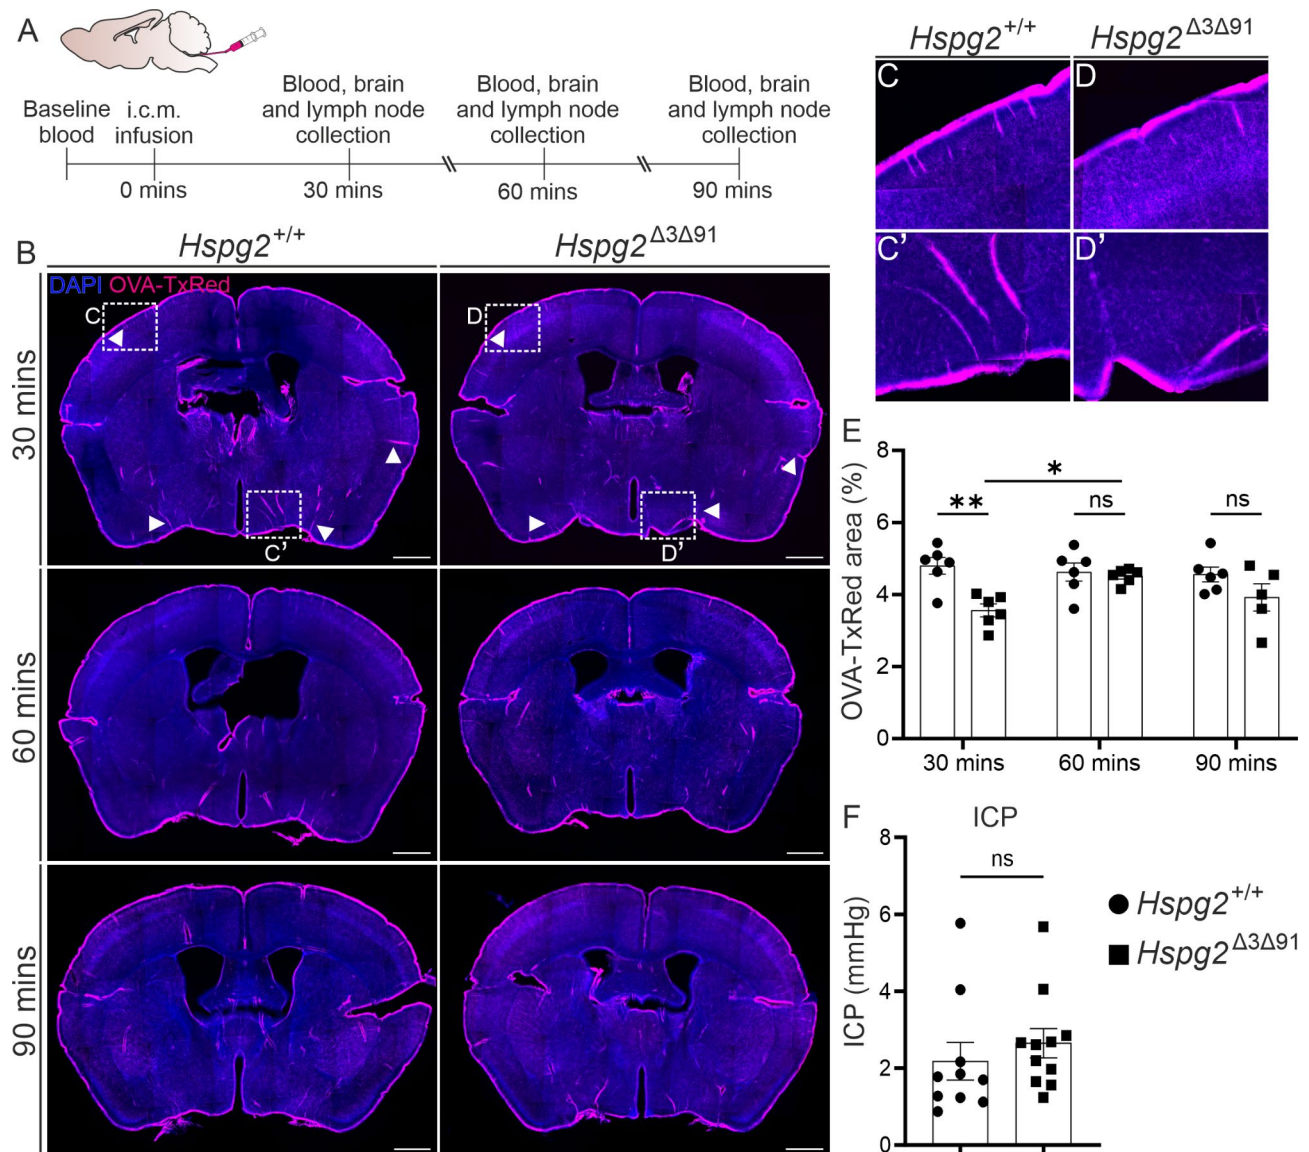 A
Baseline
blood
i.c.m.
infusion
Blood, brain
and lymph node
collection
Blood, brain
and lymph node
collection
Blood, brain
and lymph node
collection
0 mins
30 mins
60 mins
90 mins
B
Hspg2+/+
Hspg2Δ3Δ91
DAPI OVA-TxRed
C
C'
D
D'
30 mins
60 mins
90 mins
Hspg2+/+
Hspg2Δ3Δ91
C
D
C'
D'
E
OVA-TxRed area (%)
8
6
4
2
0
**
*
ns
ns
30 mins
60 mins
90 mins
F
ICP
ICP (mmHg)
8
6
4
2
0
ns
Hspg2+/+
Hspg2Δ3Δ91